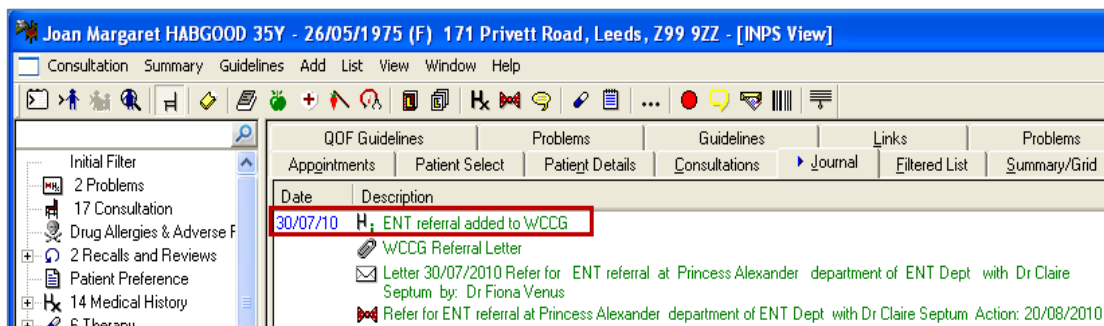 Joan Margaret HABGOOD 35Y - 26/05/1975 (F) 171 Privett Road, Leeds, Z99 9ZZ - [INPS View]
Consultation Summary Guidelines Add List View Window Help
QOF Guidelines Problems Guidelines Links Problems
Appointments Patient Select Patient Details Consultations Journal Filtered List Summary/Grid
Initial Filter
2 Problems
17 Consultation
Drug Allergies & Adverse F
2 Recalls and Reviews
Patient Preference
14 Medical History
6 Therapy
Date Description
30/07/10 H; ENT referral added to WCCG
WCCG Referral Letter
Letter 30/07/2010 Refer for ENT referral at Princess Alexander department of ENT Dept with Dr Claire
Septum by: Dr Fiona Venus
Refer for ENT referral at Princess Alexander department of ENT Dept with Dr Claire Septum Action: 20/08/2010